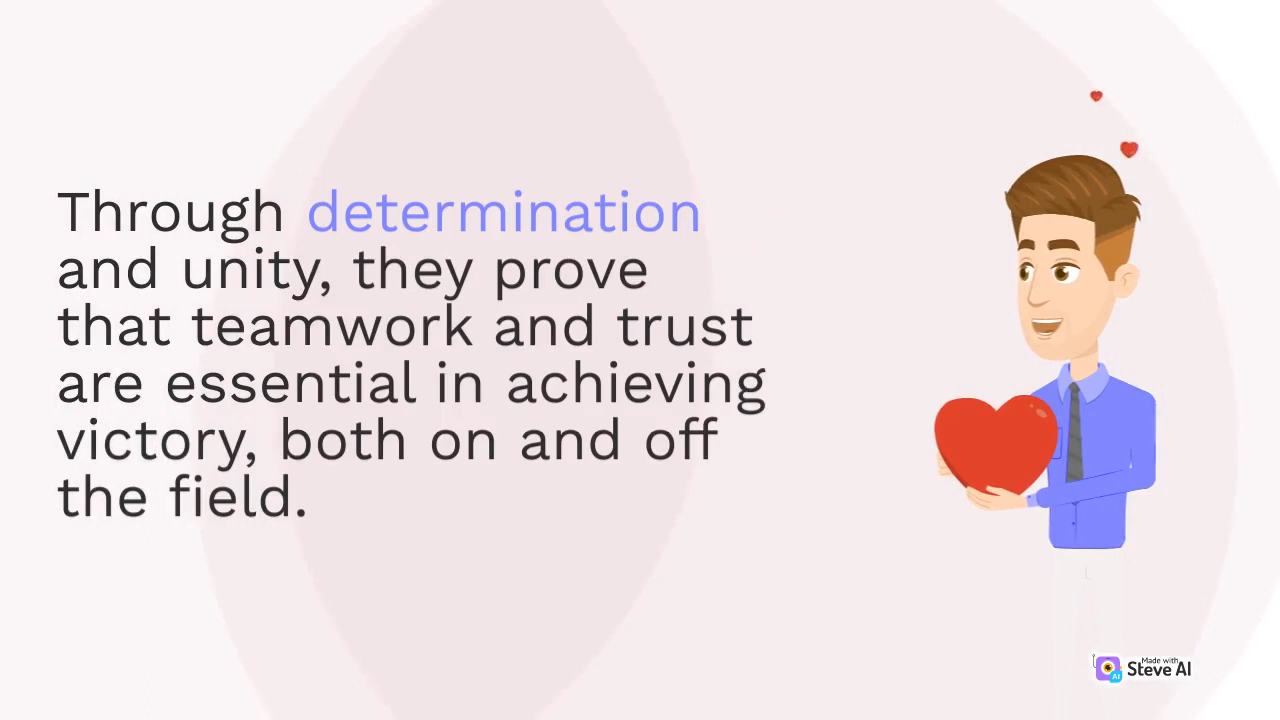 Through determination
and unity, they prove
that teamwork and trust
are essential in achieving
victory, both on and off
the field.
Made with
Steve AI
AI